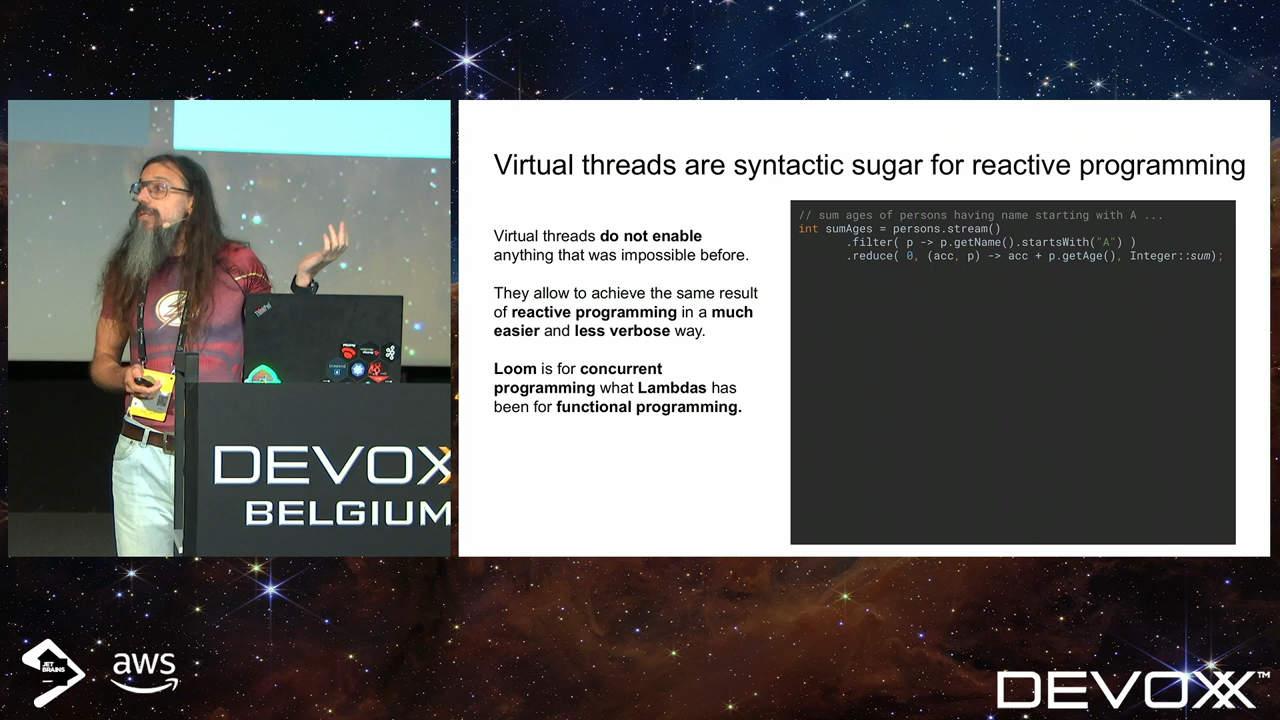 Virtual threads are syntactic sugar for reactive programming
Virtual threads do not enable
anything that was impossible before.
They allow to achieve the same result
of reactive programming in a much
easier and less verbose way.
Loom is for concurrent
programming what Lambdas has
been for functional programming.
// sum ages of persons having name starting with A ...
int sumAges = persons.stream()
.filter( p -> p.getName().startsWith("A") )
.reduce( 0, (acc, p) -> acc + p.getAge(), Integer::sum);
ThinkPad
DEVOX
BELGIUM
JET
BRAINS
aws
DEVOXX™